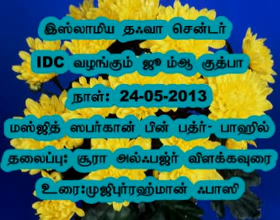 இஸ்லாமிய தஃவா சென்டர்
IDC வழங்கும் ஜூம்ஆ குத்பா
நாள்: 24-05-2013
மஸ்ஜித் ஸபர்கான் பின் பத்ர்- பாஹில்
தலைப்பு: சூரா அல்ஃபஜ்ர் விளக்கவுரை
உரை:முஜிபுர்ரஹ்மான் ஃபாஸி